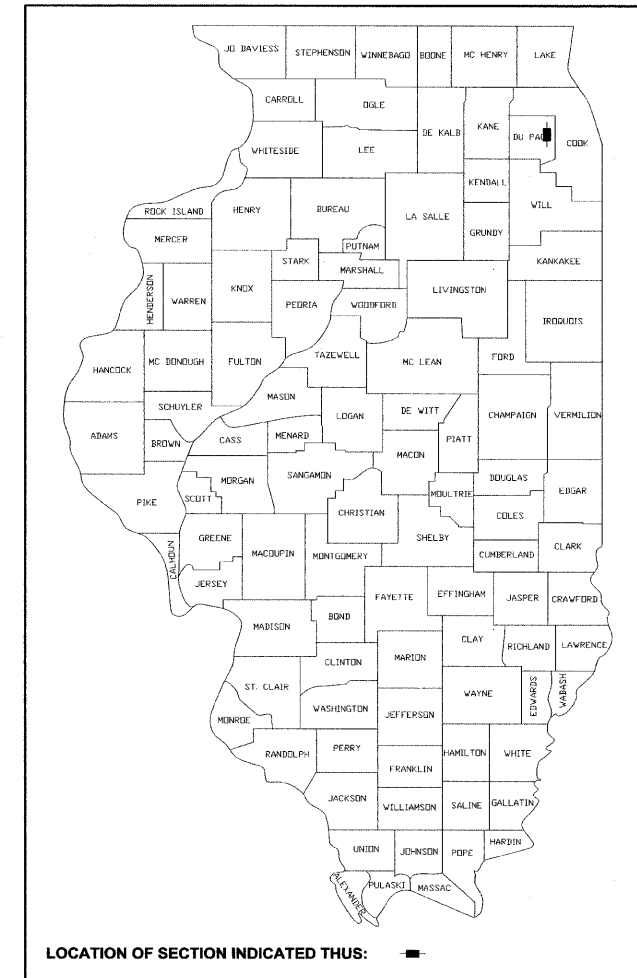 JO DAVIESS STEPHENSON WINNEBAGO BOONE MC HENRY LAKE
CARROLL OGLE
DE KALB KANE DU PAG COOK
WHITESIDE LEE
KENDALL WILL
ROCK ISLAND HENRY BUREAU LA SALLE
GRUNDY
MERCER PUTNAM
STARK MARSHALL KANKAKEE
HENDERSON WARREN KNOX PEORIA WOODFORD LIVINGSTON
IROQUOIS
HANCOCK MC DONOUGH FULTON TAZEWELL MC LEAN FORD
MASON
SCHUYLER LOGAN DE WITT CHAMPAIGN VERMILION
ADAMS BROWN CASS MENARD MACON PIATT
MORGAN SANGAMON DOUGLAS
PIKE SCOTT MOULTRIE EDGAR
CHRISTIAN COLES
CALHOUN GREENE MACOUPIN MONTGOMERY SHELBY CUMBERLAND CLARK
JERSEY
FAYETTE EFFINGHAM JASPER CRAWFORD
MADISON BOND
CLAY RICHLAND LAWRENCE
CLINTON MARION
ST. CLAIR WAYNE EDWARDS WABASH
WASHINGTON JEFFERSON
MONROE
RANDOLPH PERRY HAMILTON WHITE
FRANKLIN
JACKSON WILLIAMSON SALINE GALLATIN
UNION JOHNSON POPE HARDIN
ALEXANDER PULASKI MASSAC
LOCATION OF SECTION INDICATED THUS: